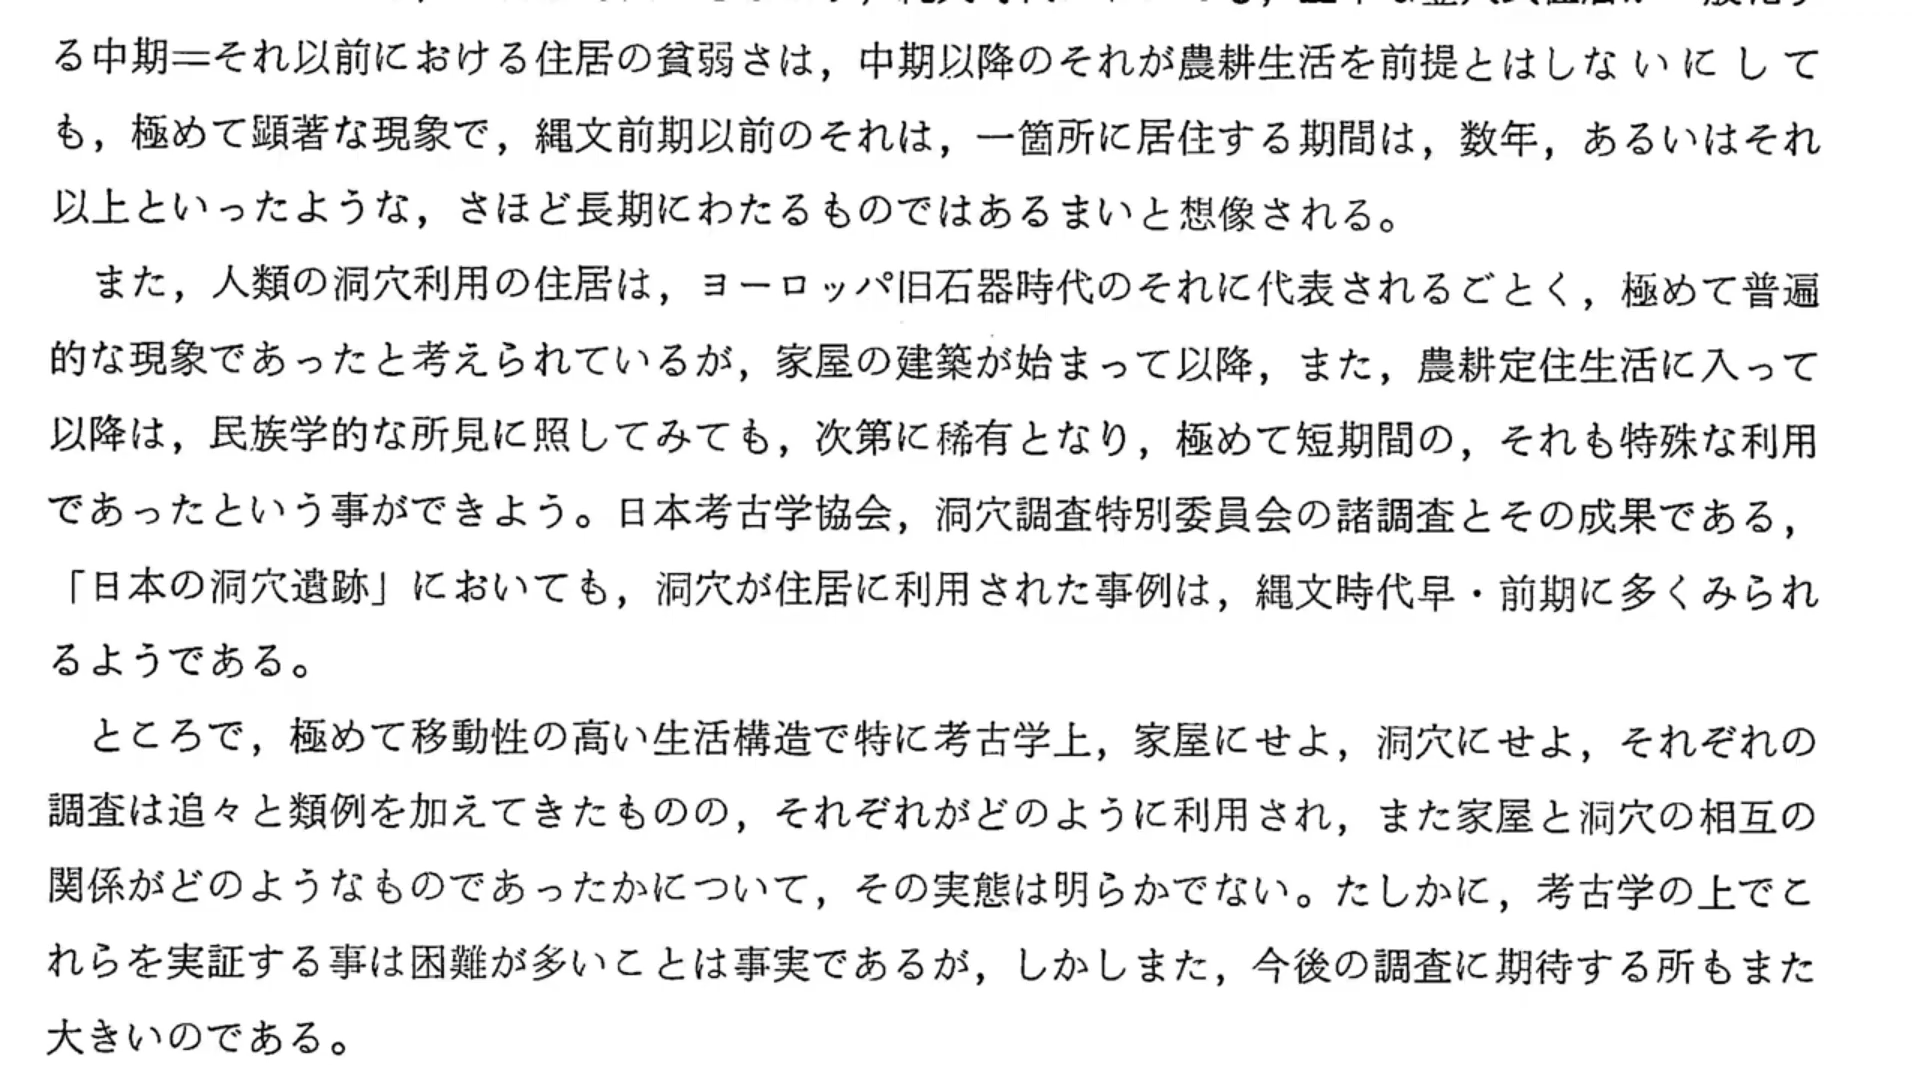 る中期＝それ以前における住居の貧弱さは，中期以降のそれが農耕生活を前提とはしないにして
も，極めて顕著な現象で，縄文前期以前のそれは，一箇所に居住する期間は，数年，あるいはそれ
以上といったような，さほど長期にわたるものではあるまいと想像される。
また，人類の洞穴利用の住居は，ヨーロッパ旧石器時代のそれに代表されるごとく，極めて普遍
的な現象であったと考えられているが，家屋の建築が始まって以降，また，農耕定住生活に入って
以降は，民族学的な所見に照してみても，次第に稀有となり，極めて短期間の，それも特殊な利用
であったという事ができよう。日本考古学協会，洞穴調査特別委員会の諸調査とその成果である，
「日本の洞穴遺跡」においても，洞穴が住居に利用された事例は，縄文時代早・前期に多くみられ
るようである。
ところで，極めて移動性の高い生活構造で特に考古学上，家屋にせよ，洞穴にせよ，それぞれの
調査は追々と類例を加えてきたものの，それぞれがどのように利用され，また家屋と洞穴の相互の
関係がどのようなものであったかについて，その実態は明らかでない。たしかに，考古学の上でこ
れらを実証する事は困難が多いことは事実であるが，しかしまた，今後の調査に期待する所もまた
大きいのである。